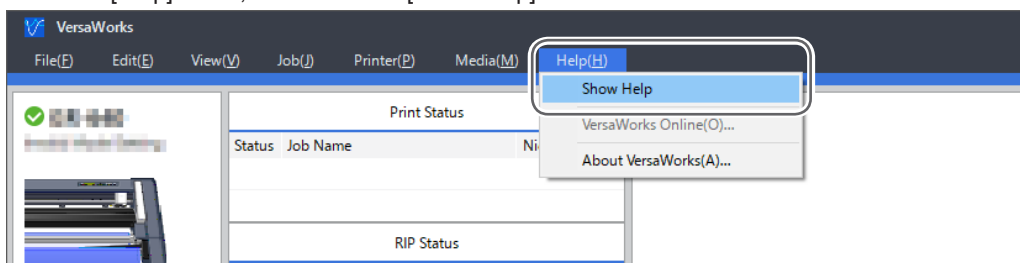 VersaWorks
File(F) Edit(E) View(V) Job(J) Printer(P) Media(M) Help(H)
Show Help
VersaWorks Online(O)...
About VersaWorks(A)...
Print Status
Status Job Name
RIP Status